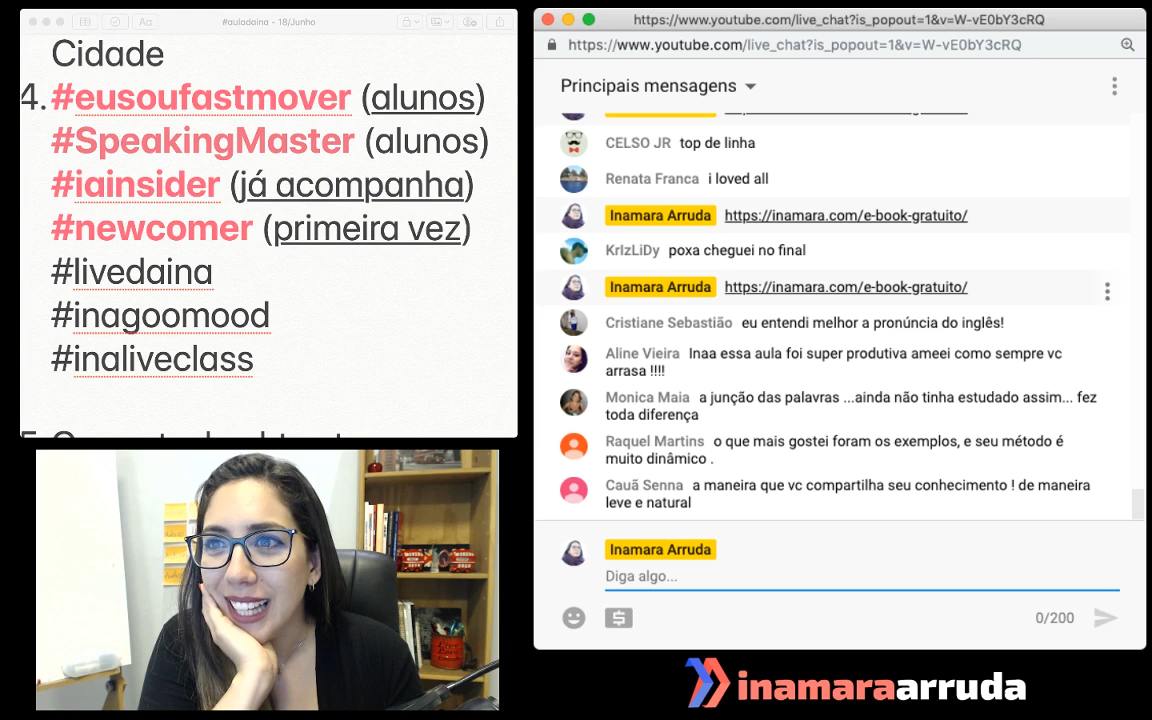 Aa
#auladaina - 18/Junho
Cidade
4. #eusoufastmover (alunos)
#SpeakingMaster (alunos)
#iainsider (já acompanha)
#newcomer (primeira vez)
#livedaina
#inagoomood
#inaliveclass
https://www.youtube.com/live_chat?is_popout=1&v=W-vE0bY3cRQ
https://www.youtube.com/live_chat?is_popout=1&v=W-vE0bY3cRQ
Principais mensagens
CELSO JR top de linha
Renata Franca i loved all
Inamara Arruda https://inamara.com/e-book-gratuito/
KrIzLiDy poxa cheguei no final
Inamara Arruda https://inamara.com/e-book-gratuito/
Cristiane Sebastião eu entendi melhor a pronúncia do inglês!
Aline Vieira Inaa essa aula foi super produtiva ameei como sempre vc
arrasa !!!!
Monica Maia a junção das palavras ...ainda não tinha estudado assim... fez
toda diferença
Raquel Martins o que mais gostei foram os exemplos, e seu método é
muito dinâmico .
Cauã Senna a maneira que vc compartilha seu conhecimento ! de maneira
leve e natural
Inamara Arruda
Diga algo...
0/200
inamaraarruda